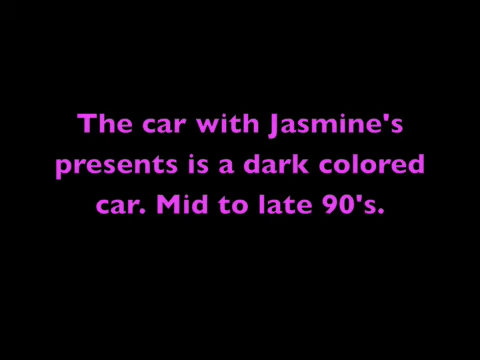 The car with Jasmine's
presents is a dark colored
car. Mid to late 90's.